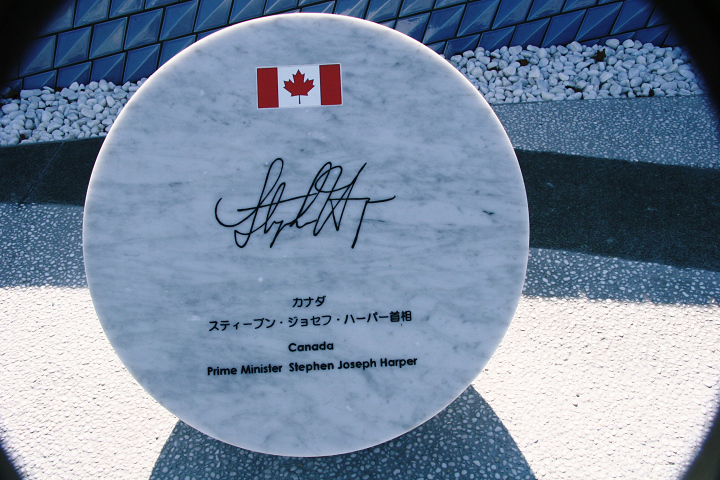 カナダ
スティーブン・ジョセフ・ハーパー首相
Canada
Prime Minister Stephen Joseph Harper